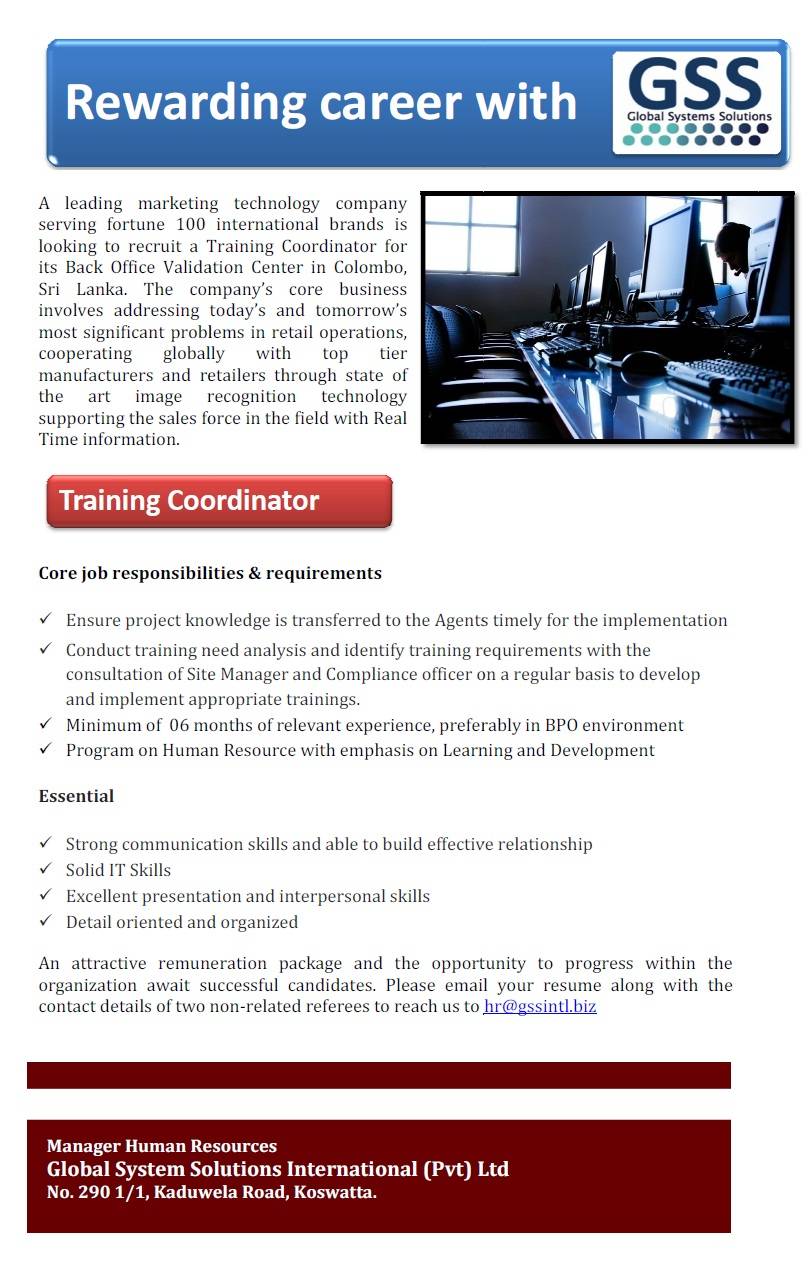 Rewarding career with
GSS
Global Systems Solutions
A leading marketing technology company
serving fortune 100 international brands is
looking to recruit a Training Coordinator for
its Back Office Validation Center in Colombo,
Sri Lanka. The company’s core business
involves addressing today’s and tomorrow’s
most significant problems in retail operations,
cooperating globally with top tier
manufacturers and retailers through state of
the art image recognition technology
supporting the sales force in the field with Real
Time information.
Training Coordinator
Core job responsibilities & requirements
✓ Ensure project knowledge is transferred to the Agents timely for the implementation
✓ Conduct training need analysis and identify training requirements with the
consultation of Site Manager and Compliance officer on a regular basis to develop
and implement appropriate trainings.
✓ Minimum of 06 months of relevant experience, preferably in BPO environment
✓ Program on Human Resource with emphasis on Learning and Development
Essential
✓ Strong communication skills and able to build effective relationship
✓ Solid IT Skills
✓ Excellent presentation and interpersonal skills
✓ Detail oriented and organized
An attractive remuneration package and the opportunity to progress within the
organization await successful candidates. Please email your resume along with the
contact details of two non-related referees to reach us to hr@gssintl.biz
Manager Human Resources
Global System Solutions International (Pvt) Ltd
No. 290 1/1, Kaduwela Road, Koswatta.